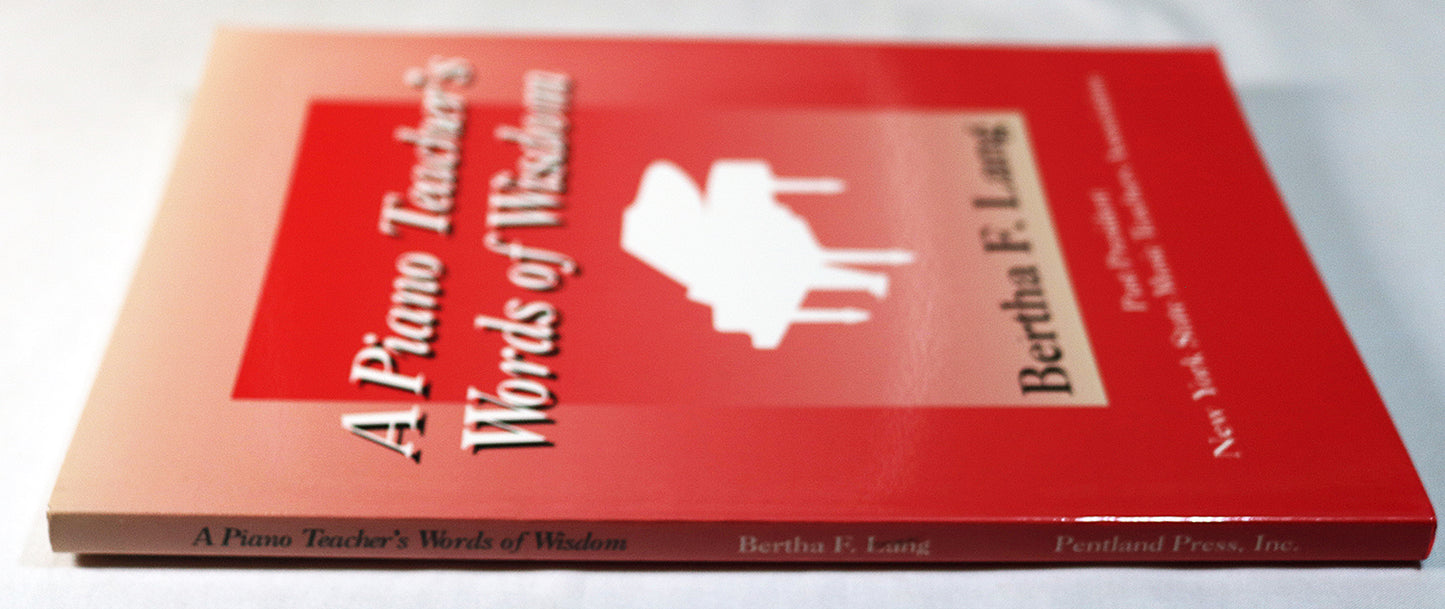 A Piano Teacher's
Words of Wisdom
Bertha F. Lang
Past President
New York State Music Teachers Association
A Piano Teacher's Words of Wisdom
Bertha F. Lang
Pentland Press, Inc.